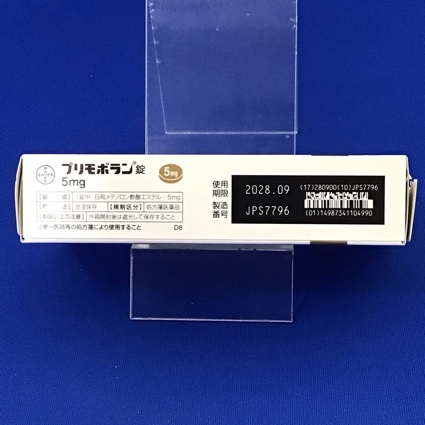 BAYER
プリモボラン®錠 5mg
5mg
【組成】1錠中 日局メテノロン酢酸エステル…5mg
【貯法】室温保存 【規制区分】処方箋医薬品
【取扱い上の注意】外箱開封後は遮光して保存すること
注意－医師等の処方箋により使用すること D8
使用期限 2028.09
製造番号 JPS7796
(17)280900(10)JPS7796
(01)14987341104990